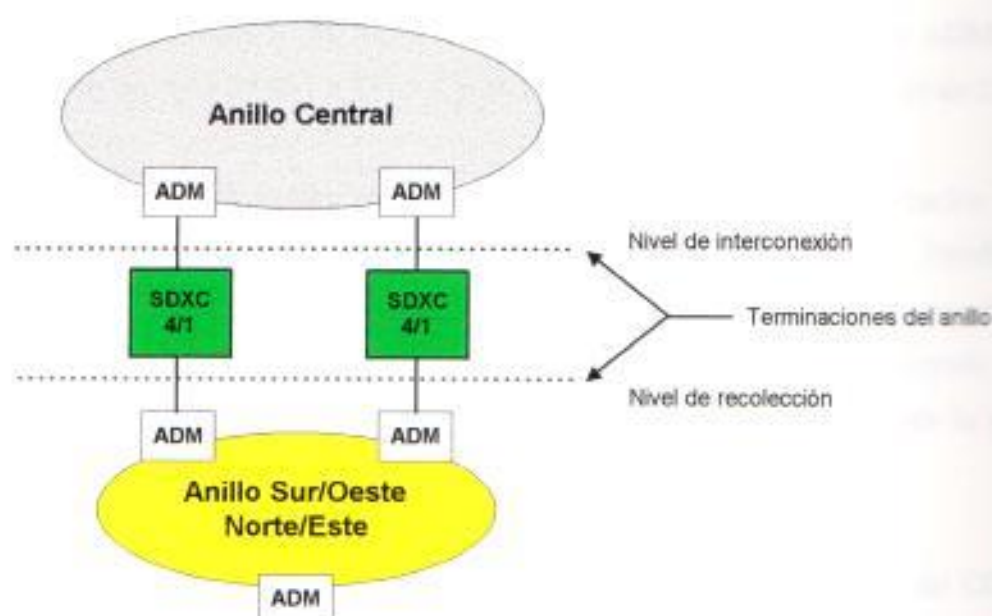 Anillo Central
ADM
ADM
Nivel de interconexión
SDXC
4/1
SDXC
4/1
Terminaciones del anillo
Nivel de recolección
ADM
ADM
Anillo Sur/Oeste
Norte/Este
ADM